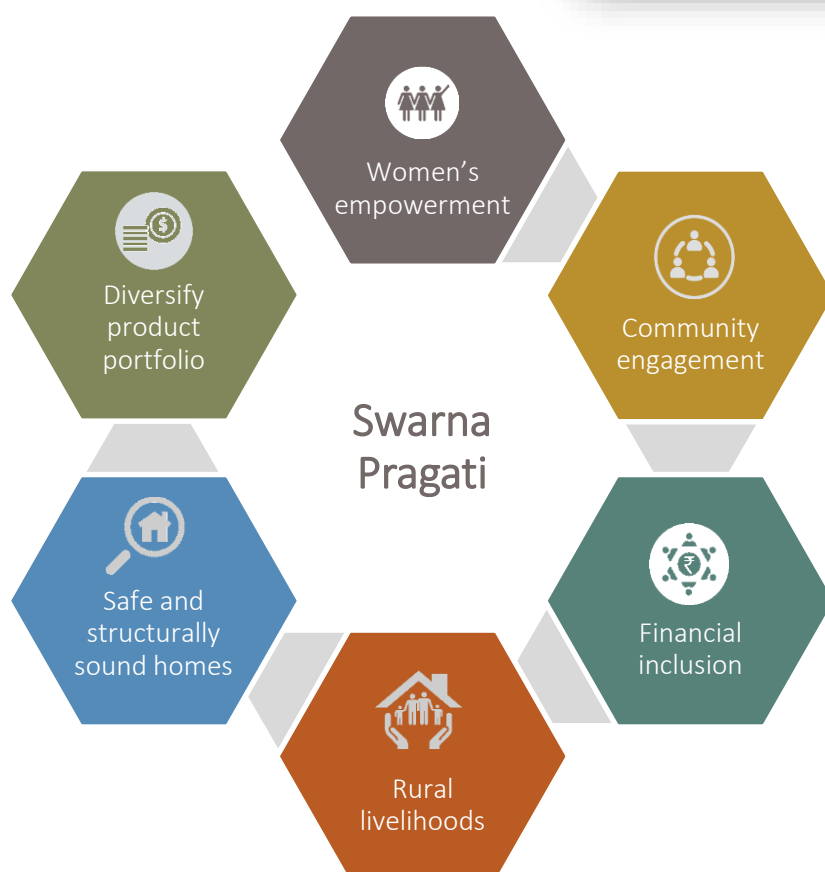 Women’s
empowerment
Community
engagement
Financial
inclusion
Rural
livelihoods
Safe and
structurally
sound homes
Diversify
product
portfolio
$
₹
Swarna
Pragati